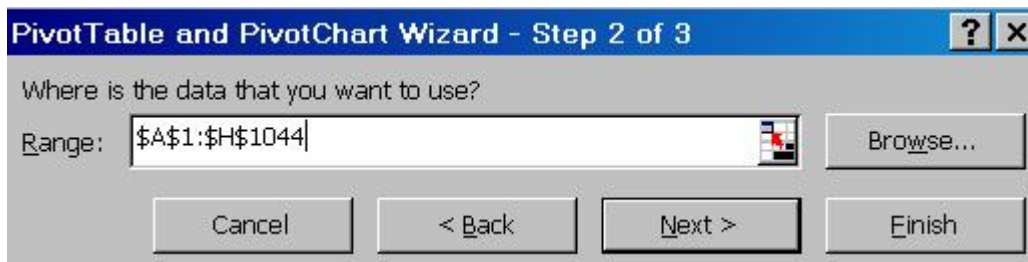 PivotTable and PivotChart Wizard - Step 2 of 3
Where is the data that you want to use?
Range: $A$1:$H$1044 Browse...
Cancel < Back Next > Finish